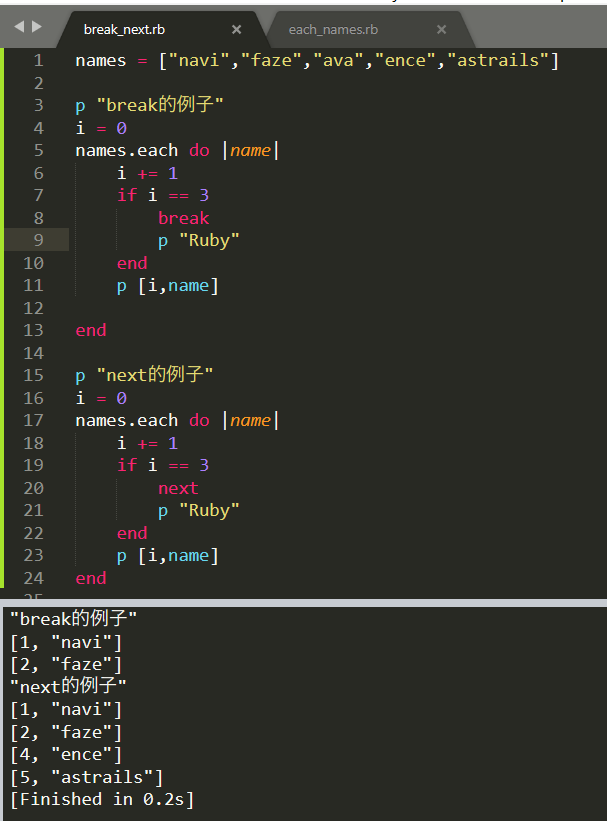 break_next.rb × each_names.rb ×
1 names = ["navi","faze","ava","ence","astrails"]
2
3 p "break的例子"
4 i = 0
5 names.each do |name|
6 i += 1
7 if i == 3
8 break
9 p "Ruby"
10 end
11 p [i,name]
12
13 end
14
15 p "next的例子"
16 i = 0
17 names.each do |name|
18 i += 1
19 if i == 3
20 next
21 p "Ruby"
22 end
23 p [i,name]
24 end
"break的例子"
[1, "navi"]
[2, "faze"]
"next的例子"
[1, "navi"]
[2, "faze"]
[4, "ence"]
[5, "astrails"]
[Finished in 0.2s]